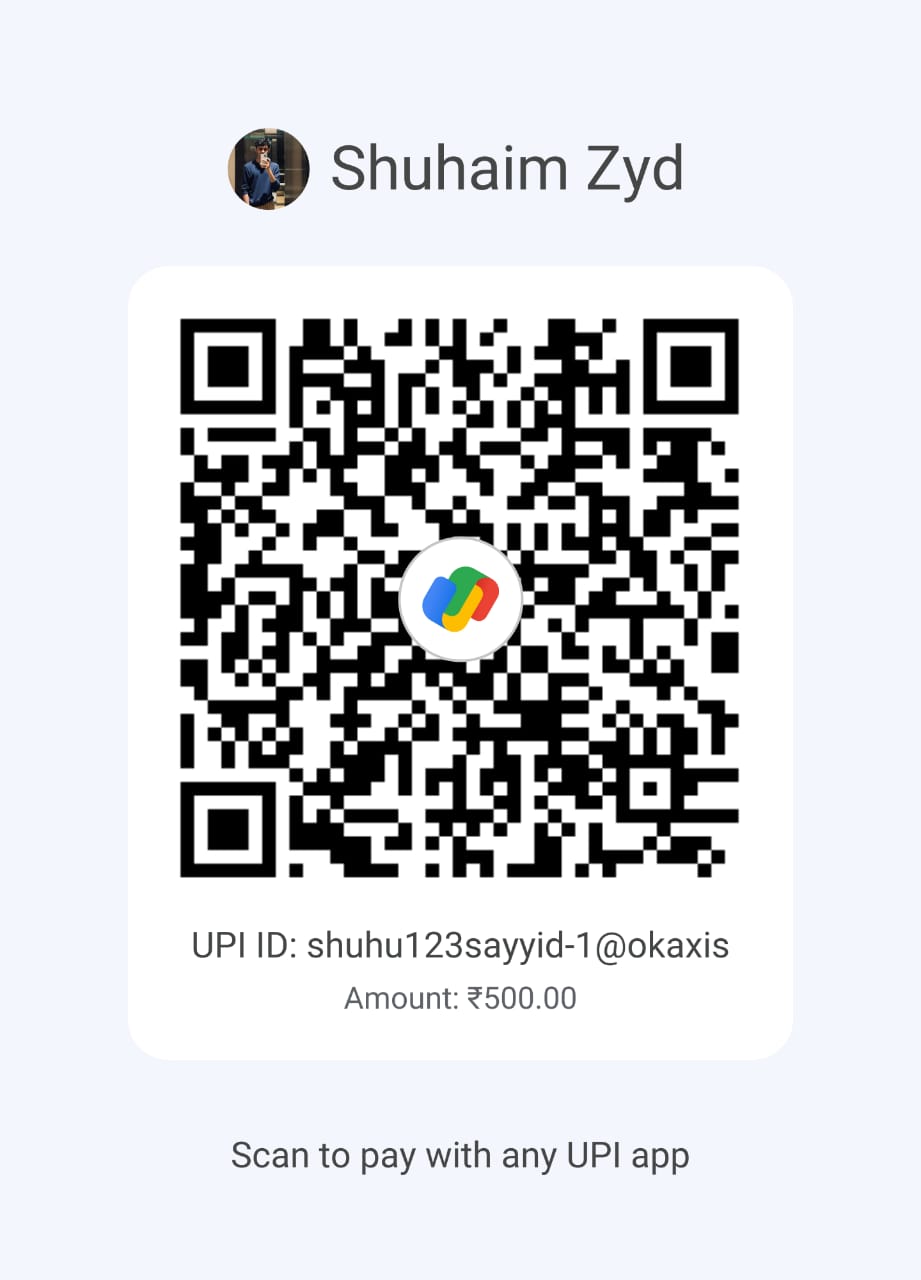 Shuhaim Zyd
UPI ID: shuhu123sayyid-1@okaxis
Amount: ₹500.00
Scan to pay with any UPI app